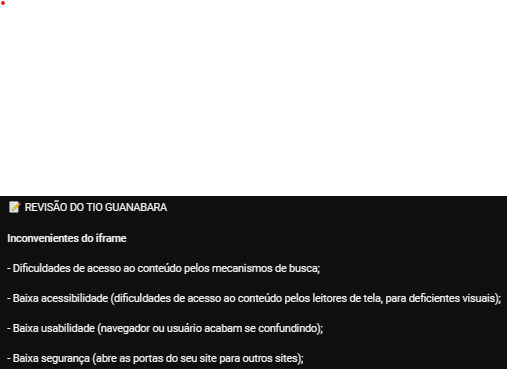 📝 REVISÃO DO TIO GUANABARA
Inconvenientes do iframe
- Dificuldades de acesso ao conteúdo pelos mecanismos de busca;
- Baixa acessibilidade (dificuldades de acesso ao conteúdo pelos leitores de tela, para deficientes visuais);
- Baixa usabilidade (navegador ou usuário acabam se confundindo);
- Baixa segurança (abre as portas do seu site para outros sites);